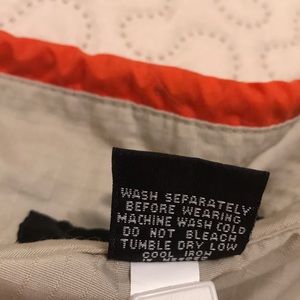 WASH SEPARATELY
BEFORE WEARING
MACHINE WASH COLD
DO NOT BLEACH
TUMBLE DRY LOW
COOL IRON